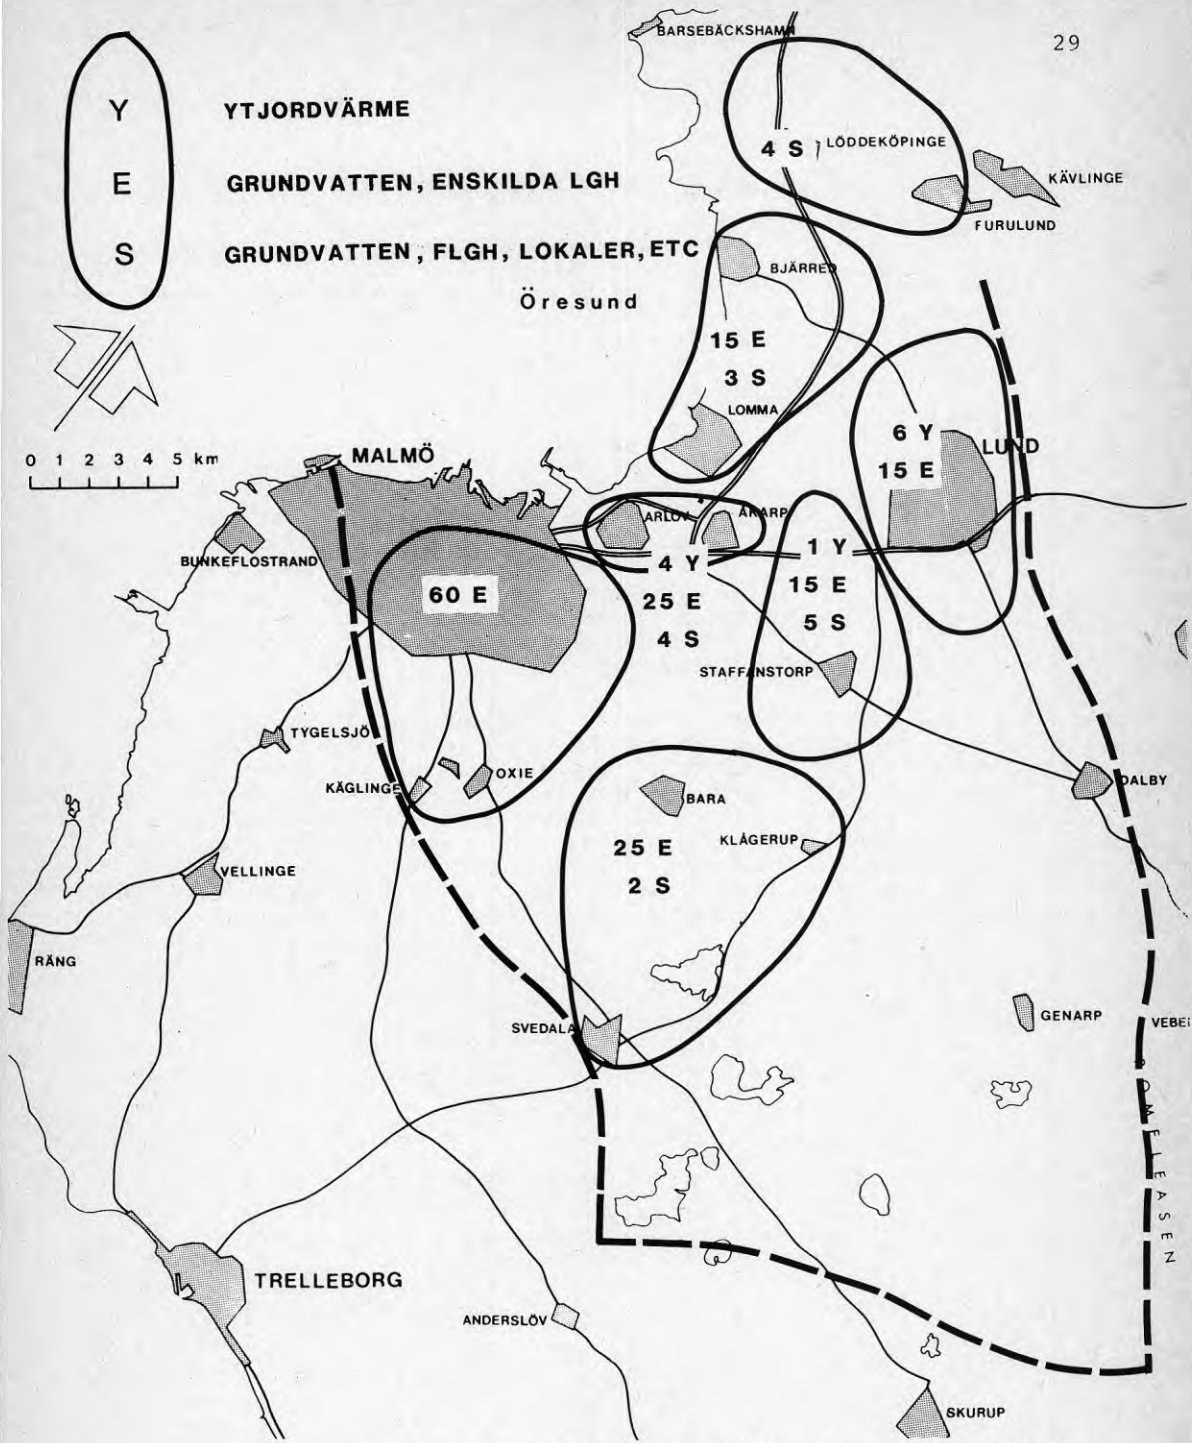 29
Y YTJORDVÄRME
E GRUNDVATTEN, ENSKILDA LGH
S GRUNDVATTEN, FLGH, LOKALER, ETC
Öresund
0 1 2 3 4 5 km
BARSEBÄCKSHAMN
4 S
LÖDDEKÖPINGE
KÄVLINGE
FURULUND
BJÄRRED
15 E
3 S
LOMMA
6 Y
15 E
LUND
MALMÖ
BUNKEFLOSTRAND
60 E
ARLÖV
ÅKARP
4 Y
25 E
4 S
1 Y
15 E
5 S
STAFFANSTORP
TYGELSJÖ
KÄGLINGE
OXIE
DALBY
BARA
KLÅGERUP
25 E
2 S
VELLINGE
RÄNG
SVEDALA
GENARP
VEBE
ROMELEÅSEN
TRELLEBORG
ANDERSLÖV
SKURUP